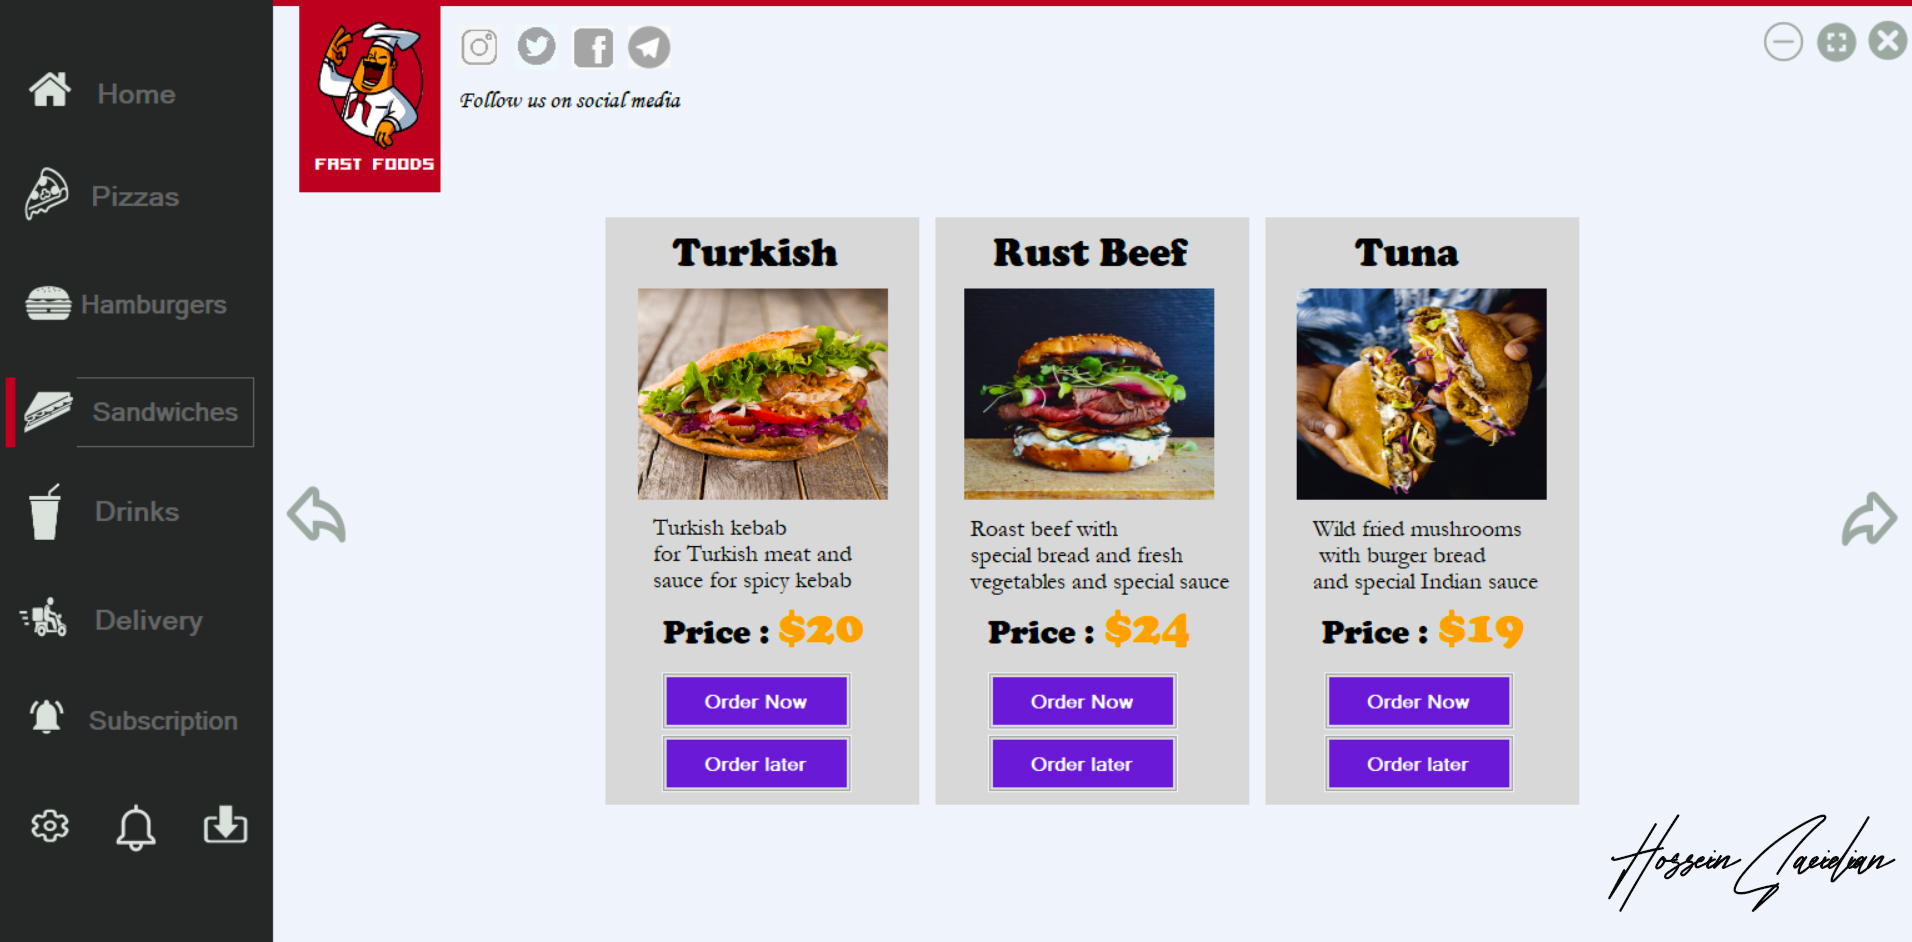 Home
Pizzas
Hamburgers
Sandwiches
Drinks
Delivery
Subscription
FAST FOODS
Follow us on social media
Turkish
Turkish kebab
for Turkish meat and
sauce for spicy kebab
Price : $20
Order Now
Order later
Rust Beef
Roast beef with
special bread and fresh
vegetables and special sauce
Price : $24
Order Now
Order later
Tuna
Wild fried mushrooms
with burger bread
and special Indian sauce
Price : $19
Order Now
Order later
Hossein